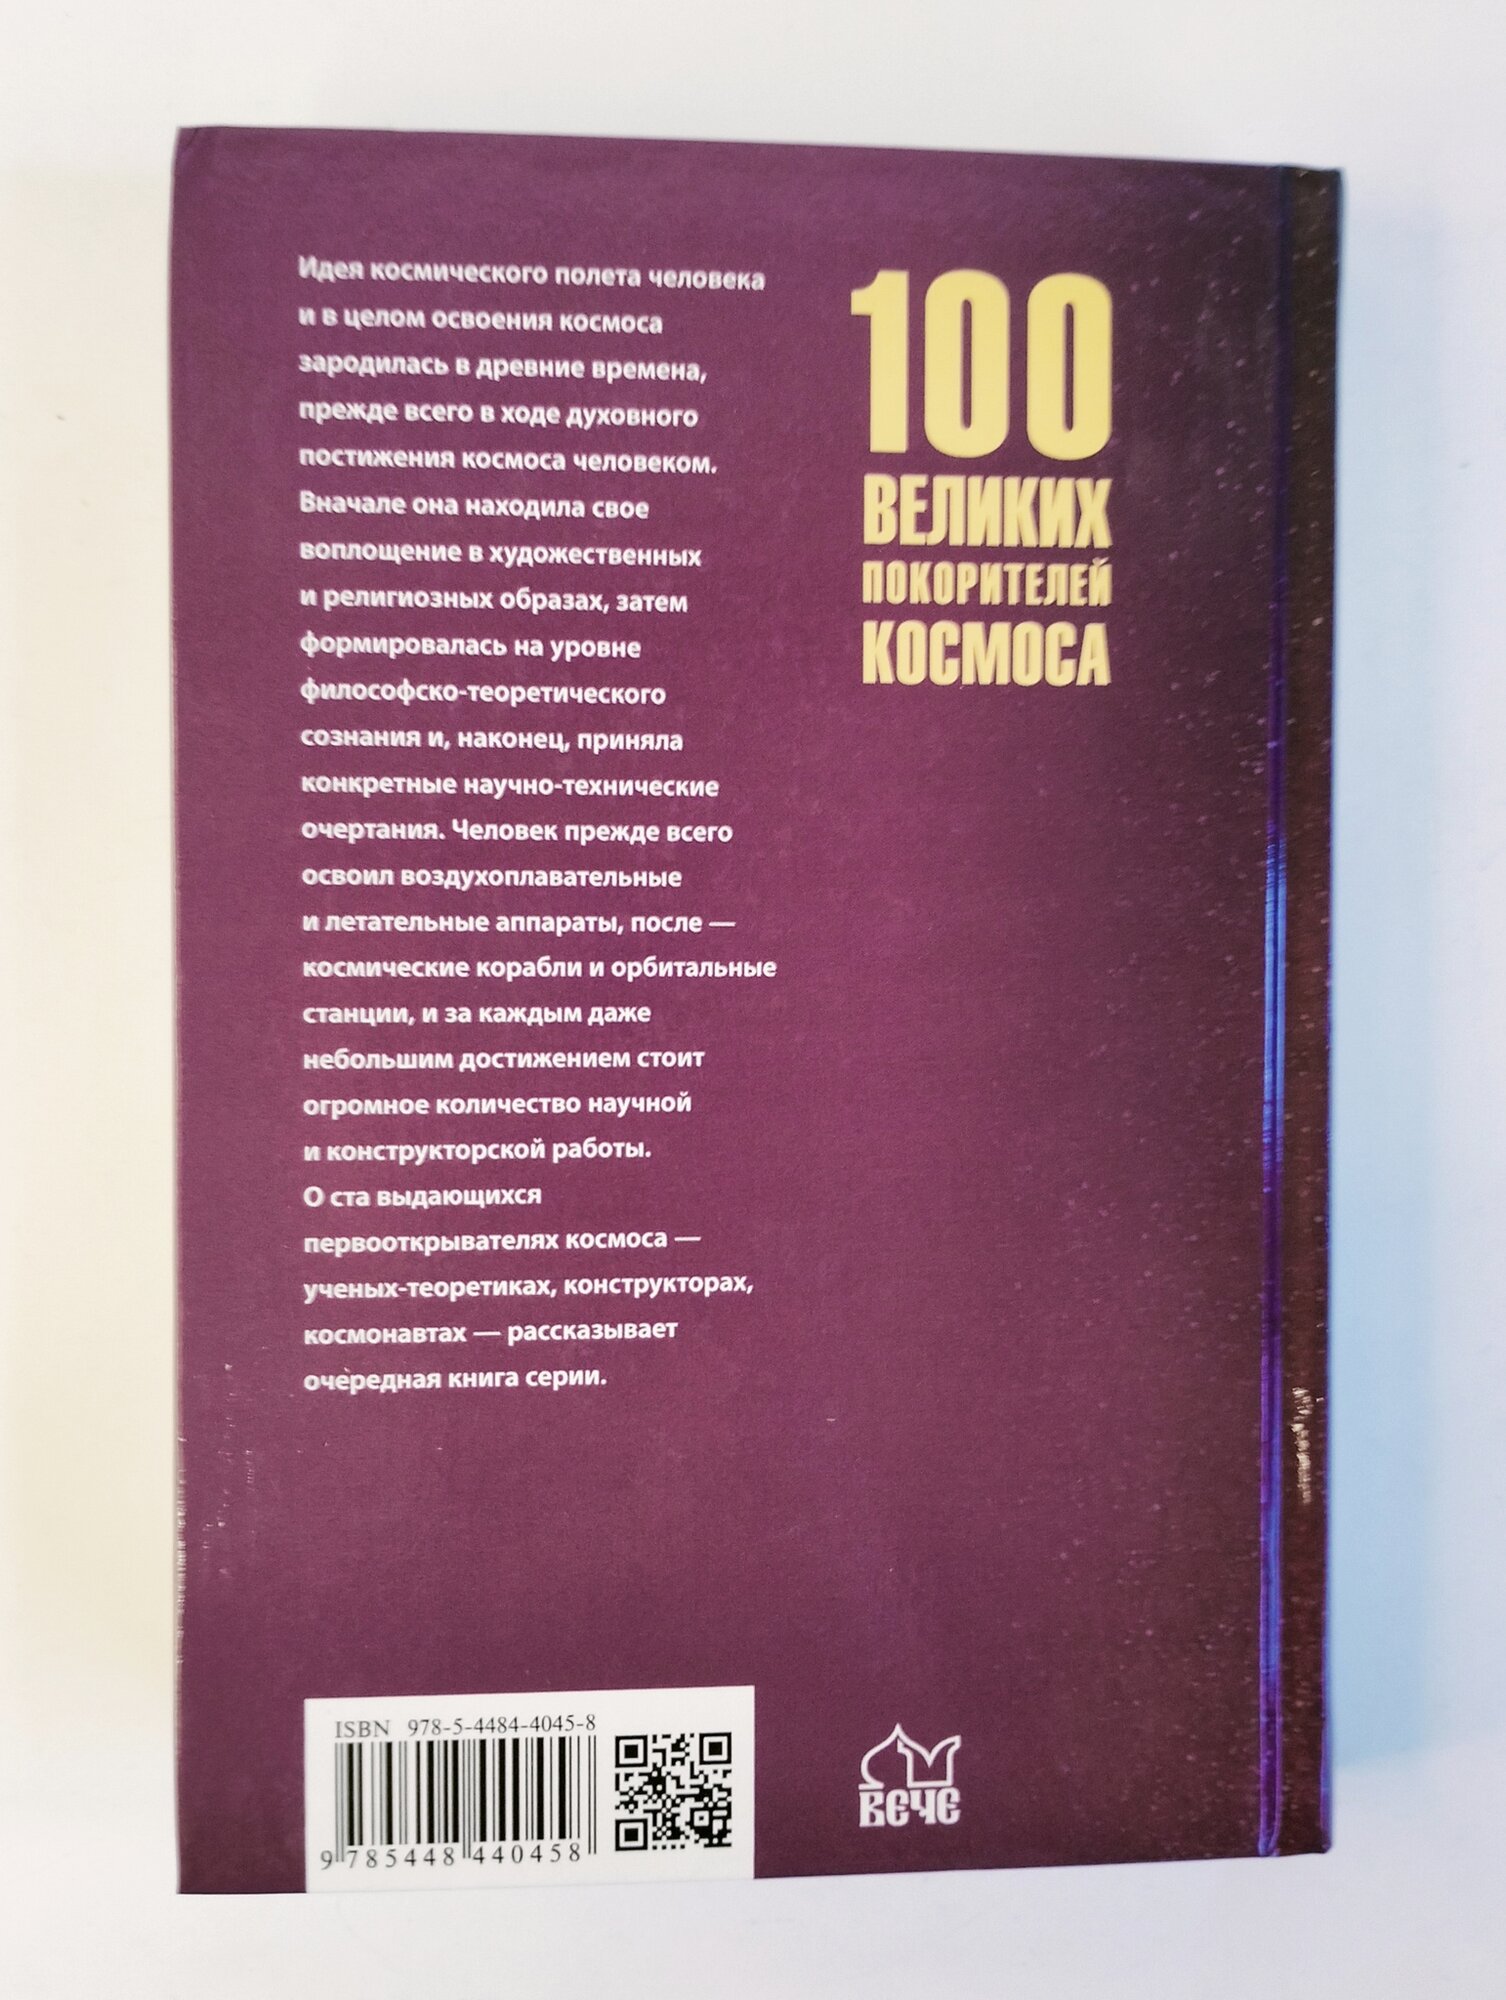 Идея космического полета человека
и в целом освоения космоса
зародилась в древние времена,
прежде всего в ходе духовного
постижения космоса человеком.
Вначале она находила свое
воплощение в художественных
и религиозных образах, затем
формировалась на уровне
философско-теоретического
сознания и, наконец, приняла
конкретные научно-технические
очертания. Человек прежде всего
освоил воздухоплавательные
и летательные аппараты, после —
космические корабли и орбитальные
станции, и за каждым даже
небольшим достижением стоит
огромное количество научной
и конструкторской работы.
О ста выдающихся
первооткрывателях космоса —
ученых-теоретиках, конструкторах,
космонавтах — рассказывает
очередная книга серии.
100
ВЕЛИКИХ
ПОКОРИТЕЛЕЙ
КОСМОСА
ISBN 978-5-4484-4045-8
9 785448 440458
ВЕЧЕ